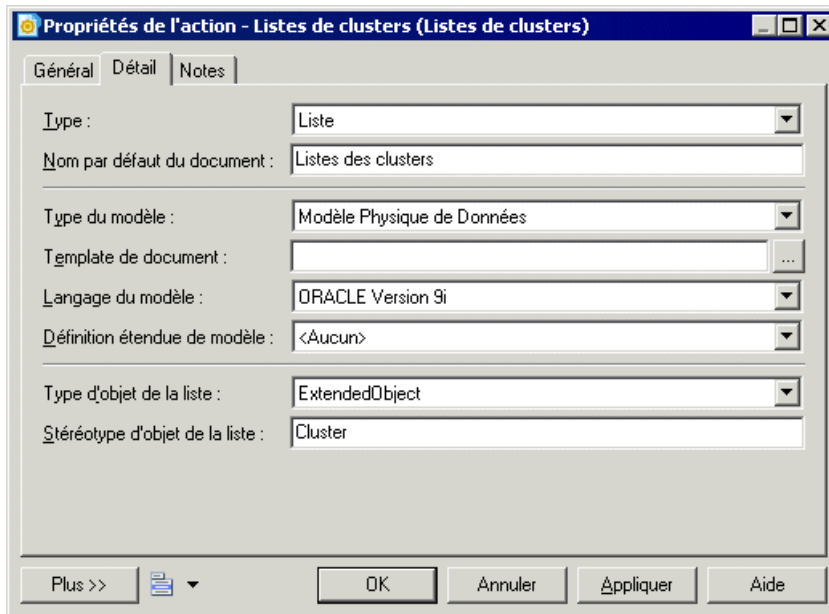 Propriétés de l'action - Listes de clusters (Listes de clusters)
Général Détail Notes
Type : Liste
Nom par défaut du document : Listes des clusters
Type du modèle : Modèle Physique de Données
Template de document : ...
Langage du modèle : ORACLE Version 9i
Définition étendue de modèle : <Aucun>
Type d'objet de la liste : ExtendedObject
Stéréotype d'objet de la liste : Cluster
Plus >> OK Annuler Appliquer Aide